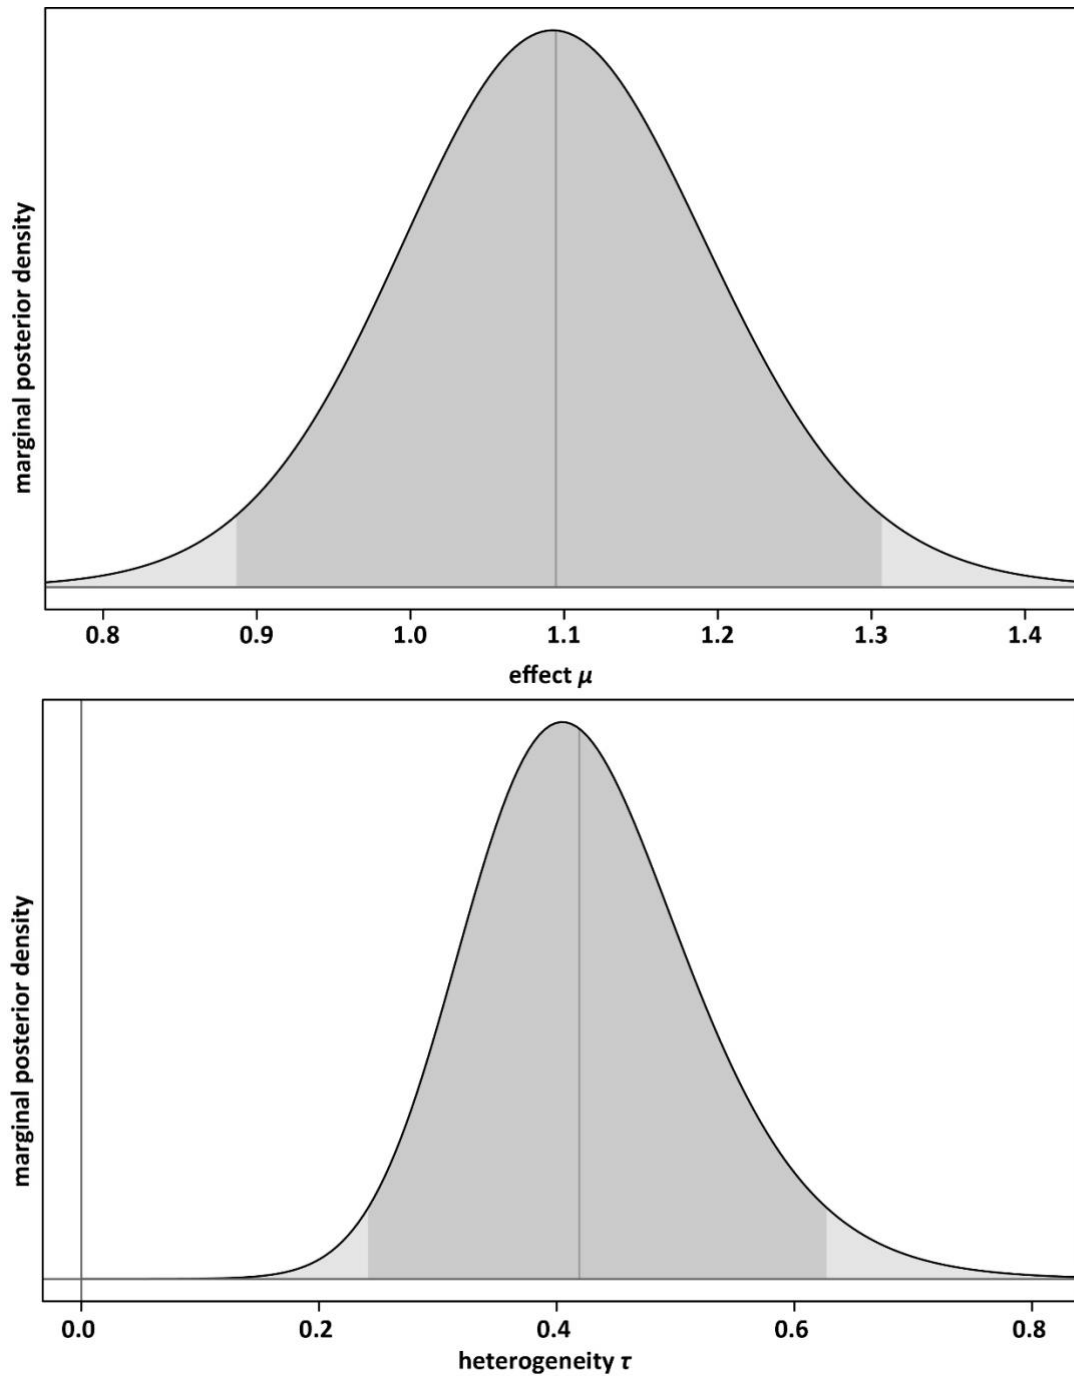 marginal posterior density
0.8 0.9 1.0 1.1 1.2 1.3 1.4
effect μ
marginal posterior density
0.0 0.2 0.4 0.6 0.8
heterogeneity τ